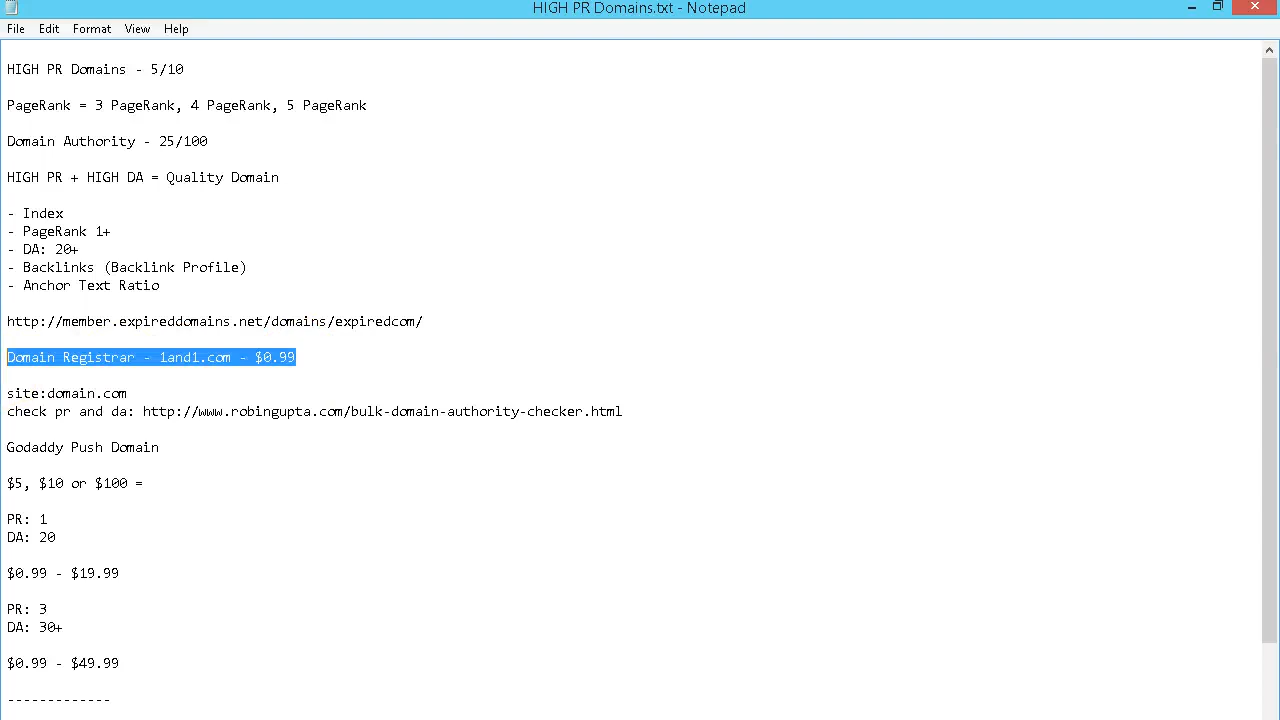 HIGH PR Domains.txt - Notepad
File Edit Format View Help
HIGH PR Domains - 5/10
PageRank = 3 PageRank, 4 PageRank, 5 PageRank
Domain Authority - 25/100
HIGH PR + HIGH DA = Quality Domain
- Index
- PageRank 1+
- DA: 20+
- Backlinks (Backlink Profile)
- Anchor Text Ratio
http://member.expireddomains.net/domains/expiredcom/
Domain Registrar - 1and1.com - $0.99
site:domain.com
check pr and da: http://www.robingupta.com/bulk-domain-authority-checker.html
Godaddy Push Domain
$5, $10 or $100 =
PR: 1
DA: 20
$0.99 - $19.99
PR: 3
DA: 30+
$0.99 - $49.99
-------------